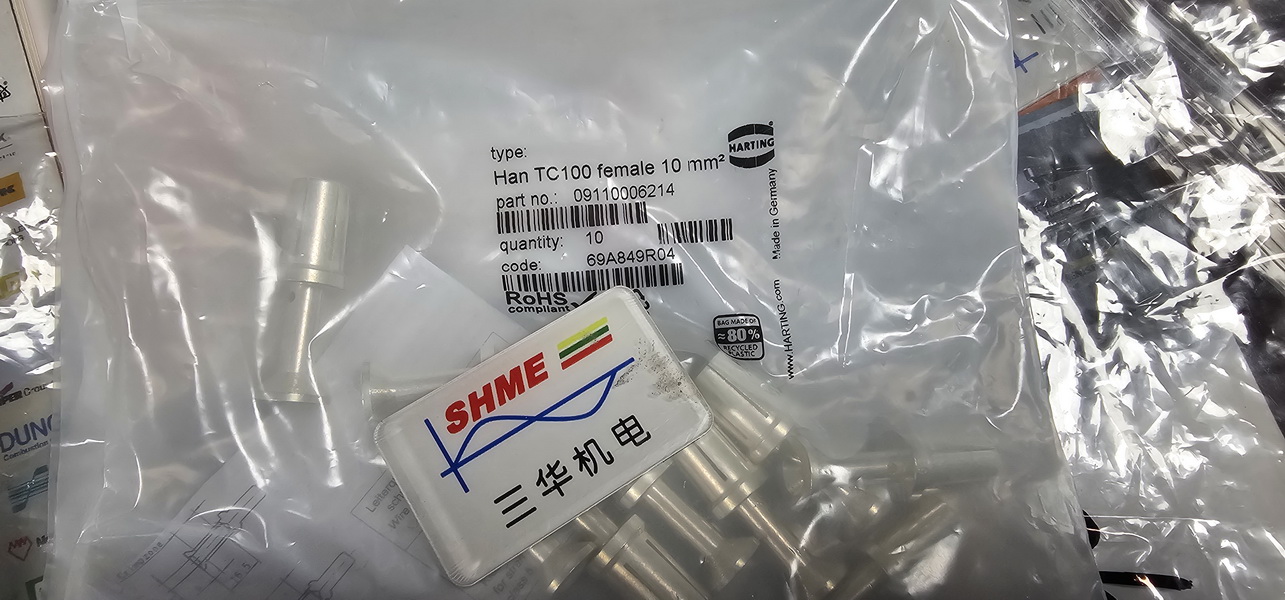 type:
HARTING
Han TC100 female 10 mm²
part no.: 09110006214
quantity: 10
code: 69A849R04
RoHS
compliant
Made in Germany
www.HARTING.com
BAG MADE OF
≈80%
RECYCLED
PLASTIC
SHME
三华机电
DUNG